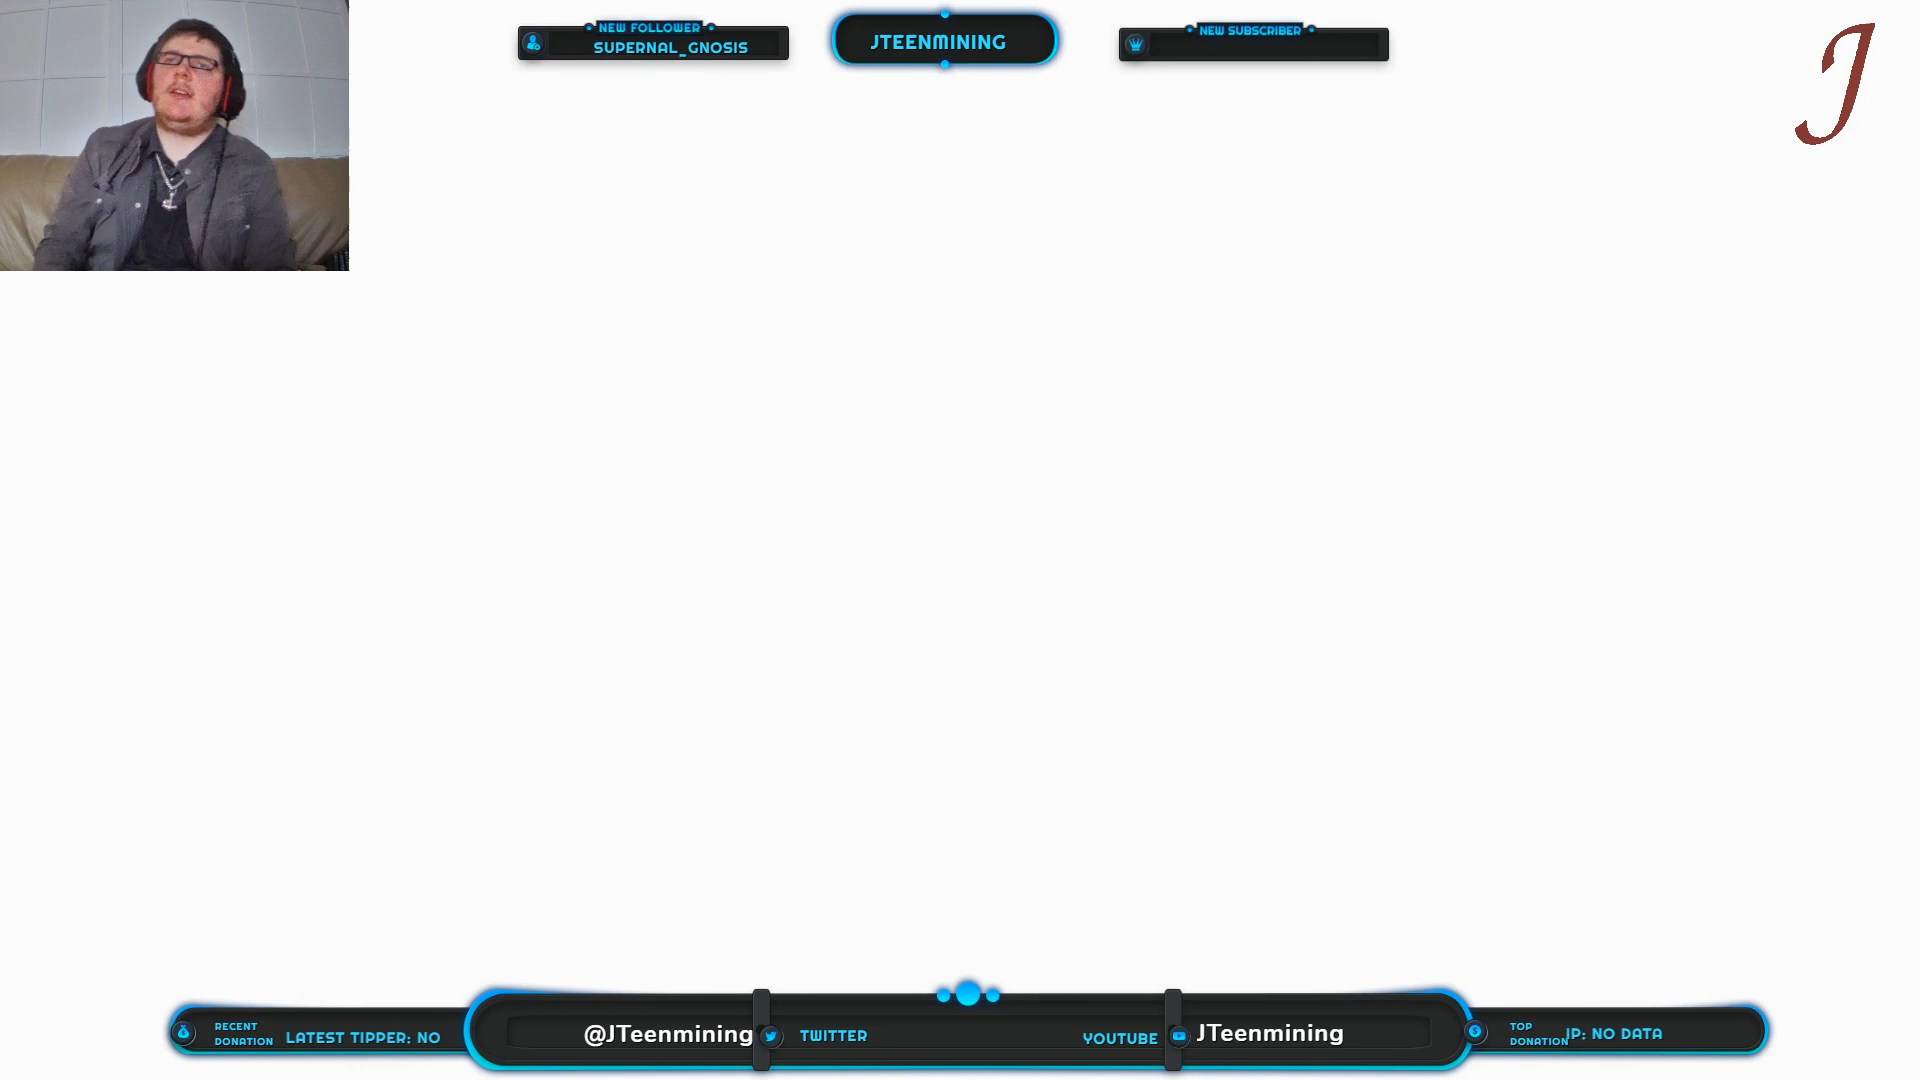 NEW FOLLOWER
SUPERNAL_GNOSIS
JTEENMINING
NEW SUBSCRIBER
J
RECENT
DONATION
LATEST TIPPER: NO
@JTeenmining
TWITTER
YOUTUBE
JTeenmining
TOP
DONATION
IP: NO DATA